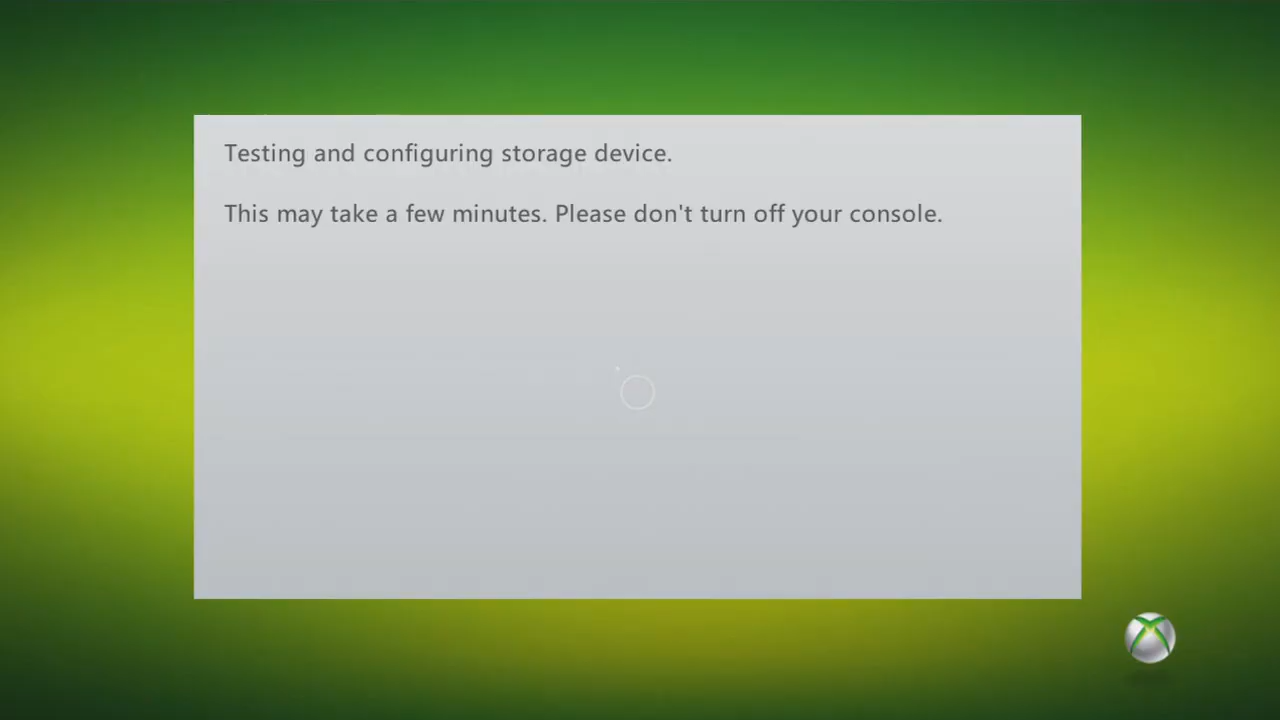 Testing and configuring storage device.
This may take a few minutes. Please don't turn off your console.